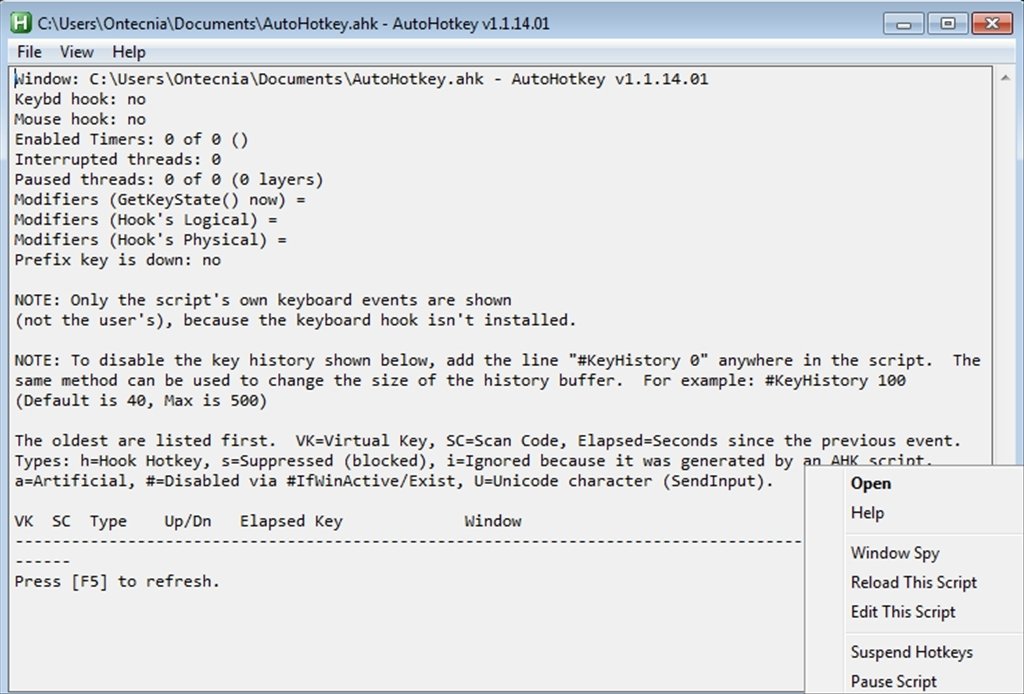 C:\Users\Ontecnia\Documents\AutoHotkey.ahk - AutoHotkey v1.1.14.01
File View Help
Window: C:\Users\Ontecnia\Documents\AutoHotkey.ahk - AutoHotkey v1.1.14.01
Keybd hook: no
Mouse hook: no
Enabled Timers: 0 of 0 ()
Interrupted threads: 0
Paused threads: 0 of 0 (0 layers)
Modifiers (GetKeyState() now) =
Modifiers (Hook's Logical) =
Modifiers (Hook's Physical) =
Prefix key is down: no
NOTE: Only the script's own keyboard events are shown
(not the user's), because the keyboard hook isn't installed.
NOTE: To disable the key history shown below, add the line "#KeyHistory 0" anywhere in the script.  The
same method can be used to change the size of the history buffer.  For example: #KeyHistory 100
(Default is 40, Max is 500)
The oldest are listed first.  VK=Virtual Key, SC=Scan Code, Elapsed=Seconds since the previous event.
Types: h=Hook Hotkey, s=Suppressed (blocked), i=Ignored because it was generated by an AHK script,
a=Artificial, #=Disabled via #IfWinActive/Exist, U=Unicode character (SendInput).
VK  SC  Type    Up/Dn   Elapsed Key             Window
-------------------------------------------------------------------------------------
------
Press [F5] to refresh.
Open
Help
Window Spy
Reload This Script
Edit This Script
Suspend Hotkeys
Pause Script